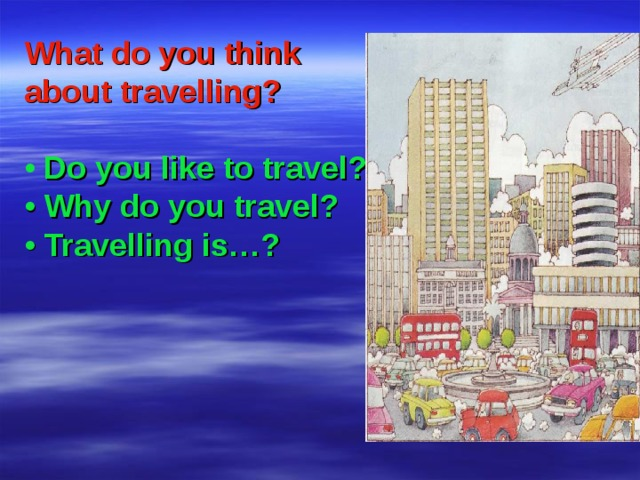 What do you think
about travelling?
• Do you like to travel?
• Why do you travel?
• Travelling is…?